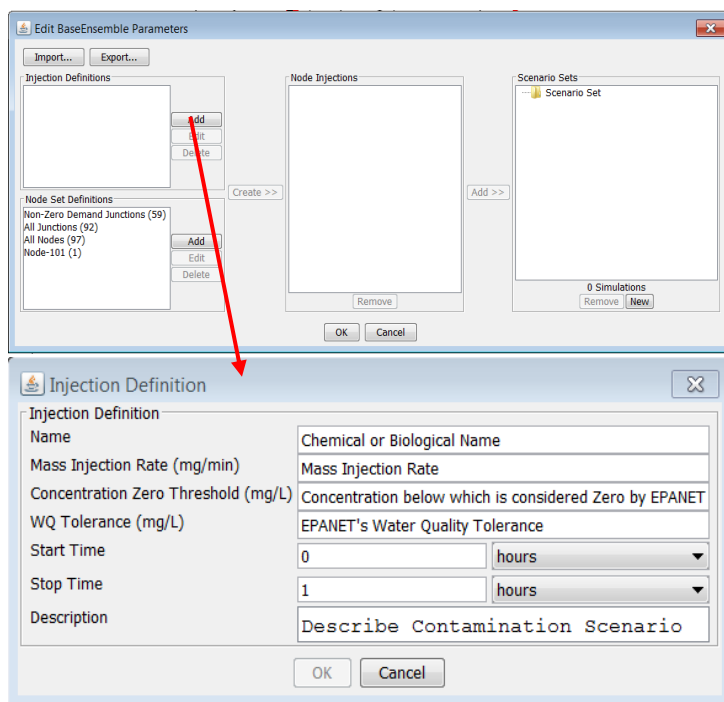 Edit BaseEnsemble Parameters
Import... Export...
Injection Definitions
Add
Edit
Delete
Node Set Definitions
Non-Zero Demand Junctions (59)
All Junctions (92)
All Nodes (97)
Node-101 (1)
Add
Edit
Delete
Create >>
Node Injections
Remove
Add >>
Scenario Sets
Scenario Set
0 Simulations
Remove New
OK Cancel
Injection Definition
Injection Definition
Name Chemical or Biological Name
Mass Injection Rate (mg/min) Mass Injection Rate
Concentration Zero Threshold (mg/L) Concentration below which is considered Zero by EPANET
WQ Tolerance (mg/L) EPANET's Water Quality Tolerance
Start Time 0 hours
Stop Time 1 hours
Description Describe Contamination Scenario
OK Cancel